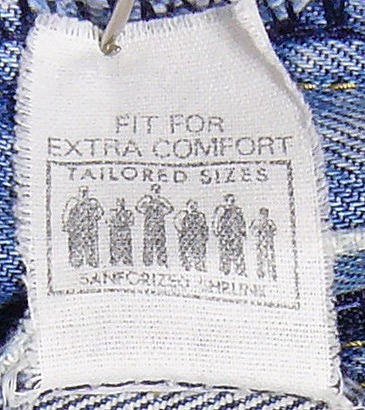 FIT FOR
EXTRA COMFORT
TAILORED SIZES
SANFORIZED SHRUNK